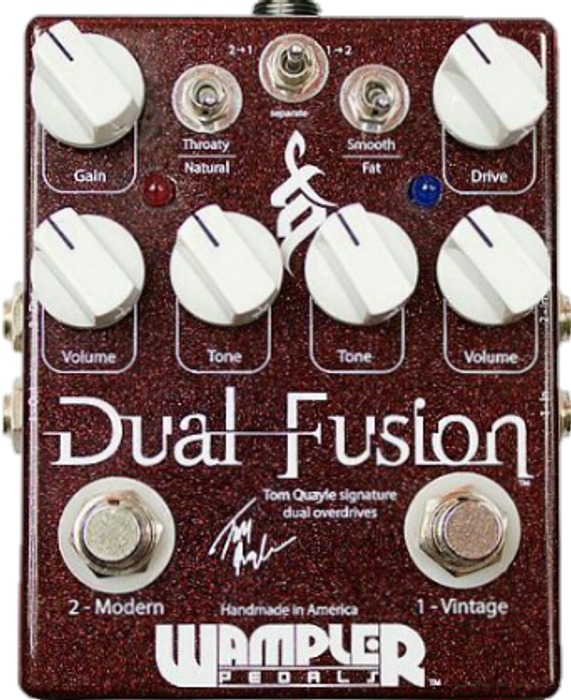 2→1
1→2
separate
Throaty
Natural
Smooth
Fat
Gain
Drive
Volume
Tone
Tone
Volume
Dual Fusion
TM
Tom Quayle signature
dual overdrives
2 - Modern
Handmade in America
1 - Vintage
WAMPLER
PEDALS
TM